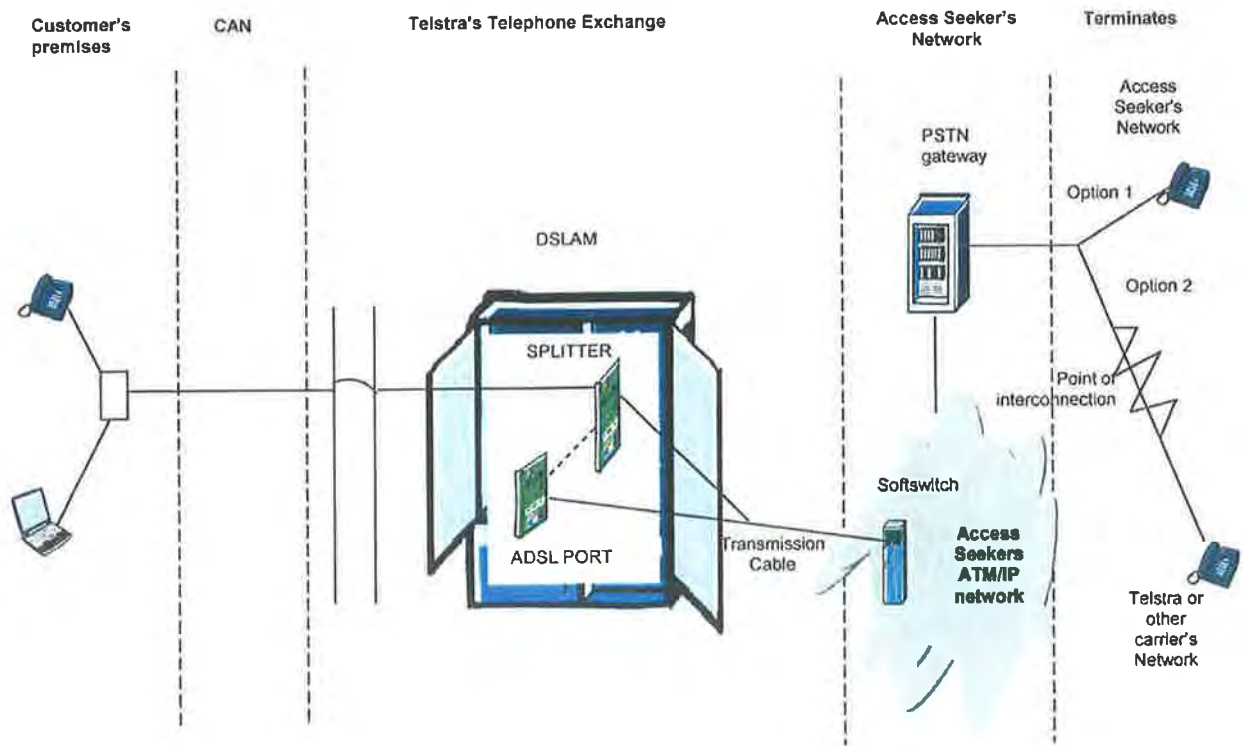 Customer's
premises
CAN
Telstra's Telephone Exchange
Access Seeker's
Network
Terminates
Access
Seeker's
Network
PSTN
gateway
Option 1
DSLAM
Option 2
SPLITTER
Point of
interconnection
Softswitch
Access
Seekers
ATM/IP
network
Transmission
Cable
ADSL PORT
Telstra or
other
carrier's
Network